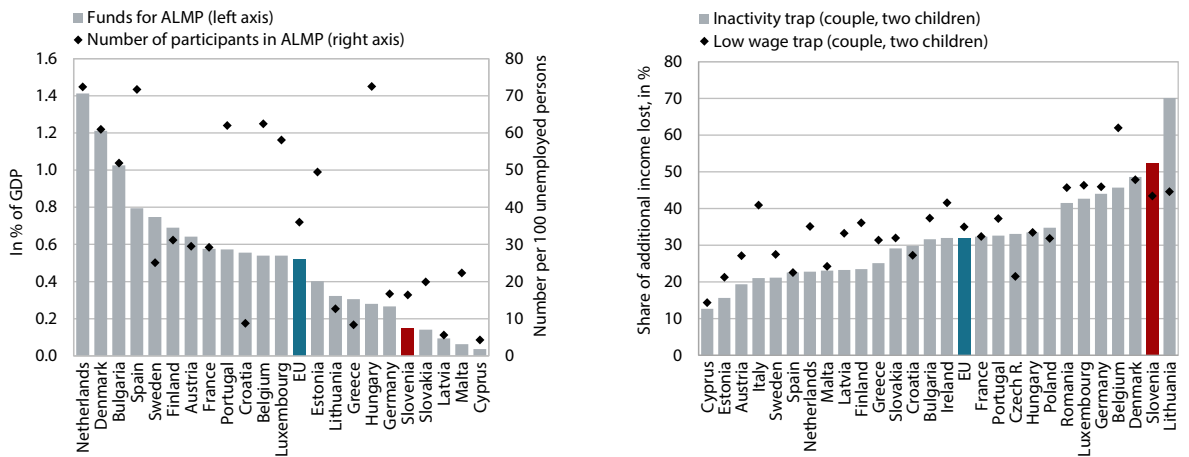 Funds for ALMP (left axis)
Number of participants in ALMP (right axis)
In % of GDP
1.6
1.4
1.2
1.0
0.8
0.6
0.4
0.2
0.0
80
70
60
50
40
30
20
10
0
Number per 100 unemployed persons
Netherlands
Denmark
Bulgaria
Spain
Sweden
Finland
Austria
France
Portugal
Croatia
Belgium
Luxembourg
EU
Estonia
Lithuania
Greece
Hungary
Germany
Slovenia
Slovakia
Latvia
Malta
Cyprus
Inactivity trap (couple, two children)
Low wage trap (couple, two children)
Share of additional income lost, in %
80
70
60
50
40
30
20
10
0
Cyprus
Estonia
Austria
Italy
Sweden
Spain
Netherlands
Malta
Latvia
Finland
Greece
Slovakia
Croatia
Bulgaria
Ireland
EU
France
Portugal
Czech R.
Hungary
Poland
Romania
Luxembourg
Germany
Belgium
Denmark
Slovenia
Lithuania